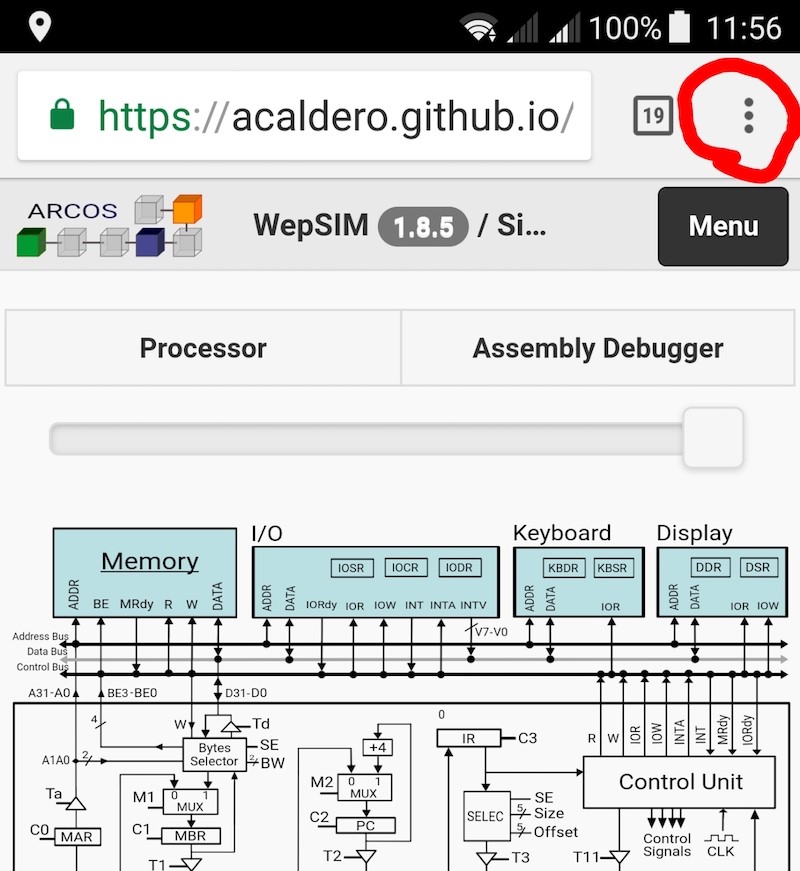 100% 11:56
https://acaldero.github.io/ 19
ARCOS WepSIM 1.8.5 / Si... Menu
Processor Assembly Debugger
I/O Keyboard Display
Memory IOSR IOCR IODR KBDR KBSR DDR DSR
ADDR BE MRdy R W DATA ADDR DATA IORdy IOR IOW INT INTA INTV ADDR DATA IOR ADDR DATA IOR IOW
V7-V0
Address Bus
Data Bus
Control Bus
A31-A0 BE3-BE0 D31-D0
4 W Td 0 R W IOR IOW INTA INT MRdy IORdy
Bytes Selector SE +4 IR C3
A1A0 2 2 BW
Ta M1 0 1 MUX M2 0 1 MUX SELEC SE Control Unit
5 Size
C0 MAR C1 MBR C2 PC 5 Offset Control Signals CLK
T1 T2 T3 T11